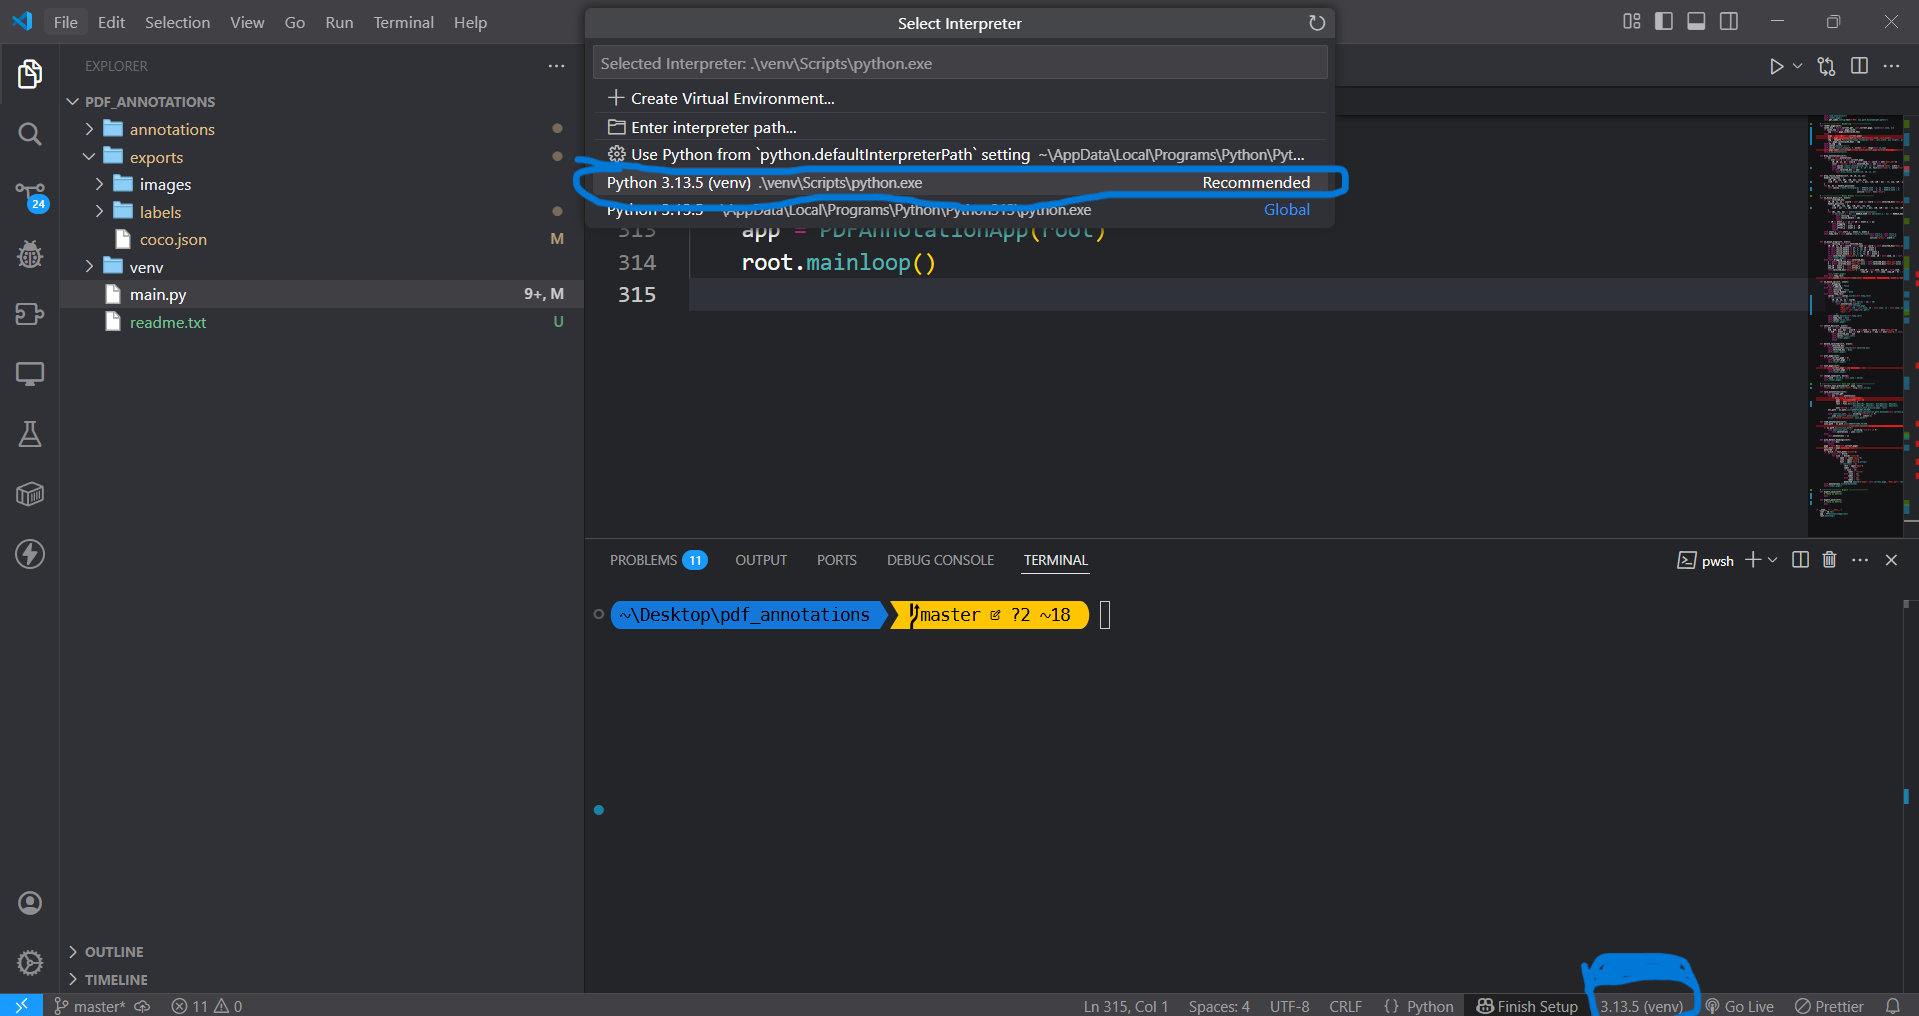 File Edit Selection View Go Run Terminal Help
Select Interpreter
Selected Interpreter: .\venv\Scripts\python.exe
Create Virtual Environment...
Enter interpreter path...
Use Python from `python.defaultInterpreterPath` setting ~\AppData\Local\Programs\Python\Pyt...
Python 3.13.5 (venv) .\venv\Scripts\python.exe Recommended
Python 3.13.5 ~\AppData\Local\Programs\Python\Python313\python.exe Global
EXPLORER
PDF_ANNOTATIONS
annotations
exports
images
labels
coco.json M
venv
main.py 9+, M
readme.txt U
24
313 app = PDFAnnotationApp(root)
314 root.mainloop()
315
PROBLEMS 11 OUTPUT PORTS DEBUG CONSOLE TERMINAL
pwsh
~\Desktop\pdf_annotations master ?2 ~18
OUTLINE
TIMELINE
master* 11 0 Ln 315, Col 1 Spaces: 4 UTF-8 CRLF {} Python Finish Setup 3.13.5 (venv) Go Live Prettier